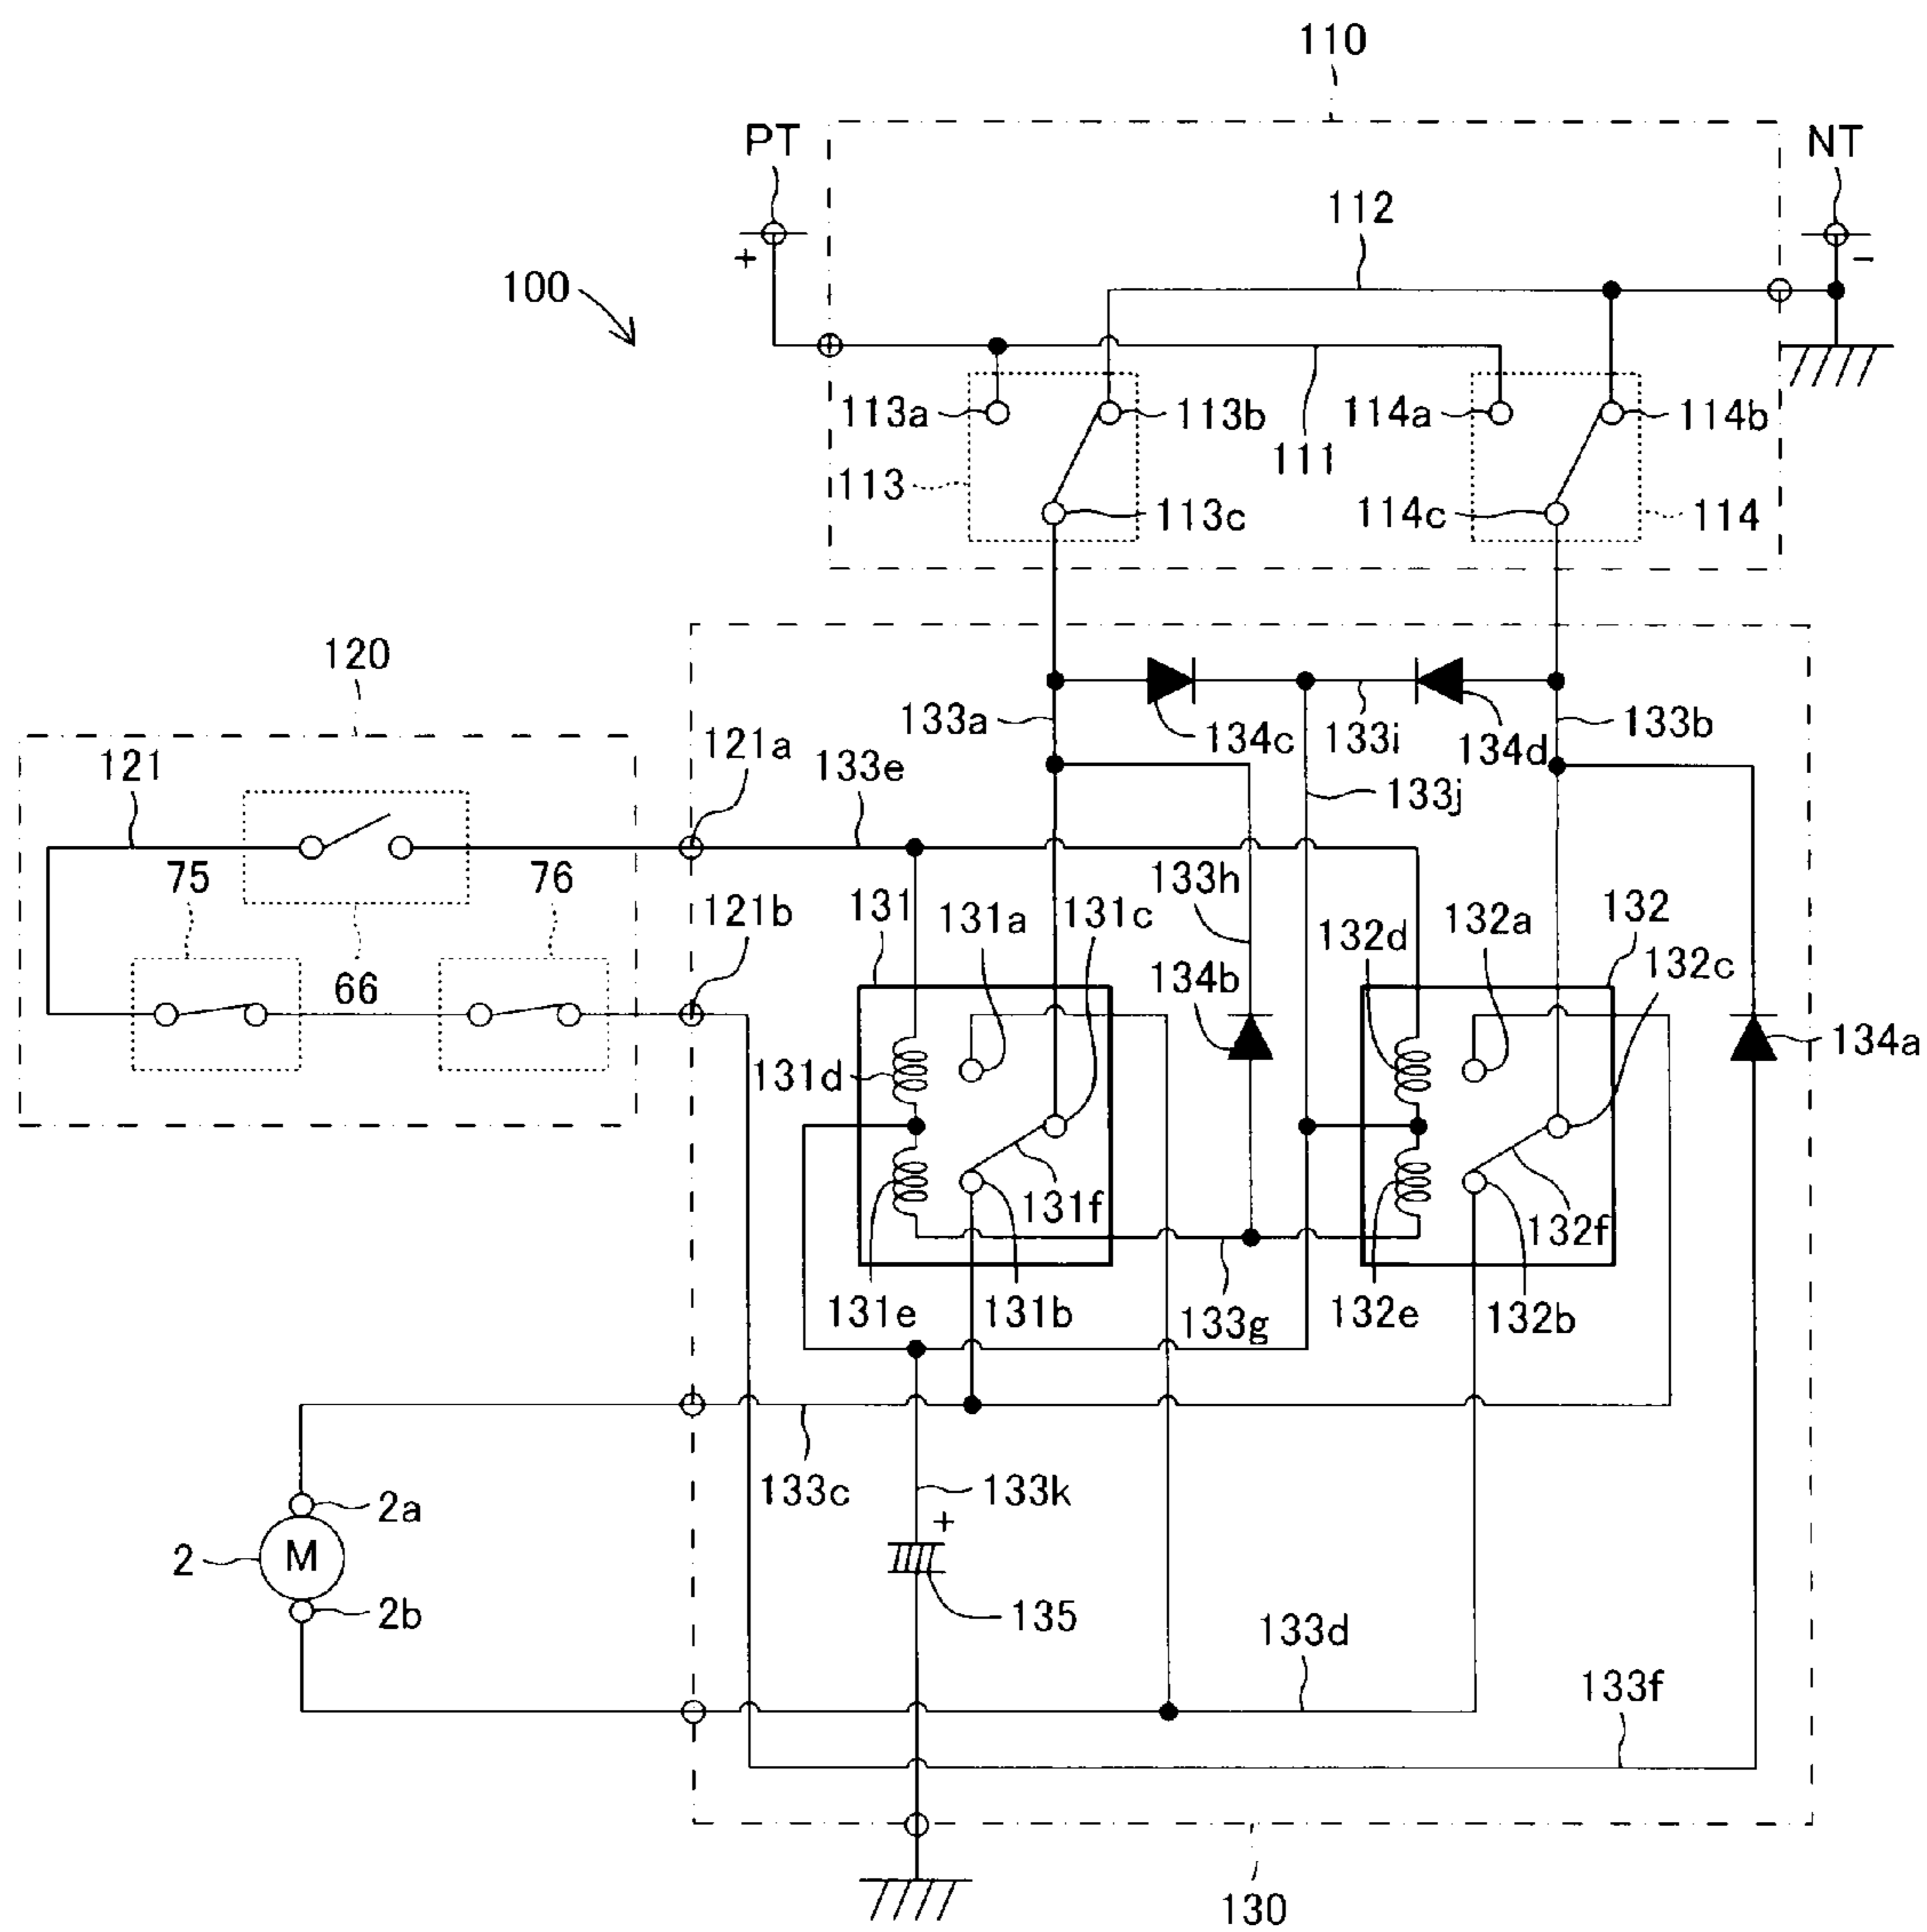 110
PT
NT
112
+
−
100
113a
113b
114a
114b
111
113
113c
114c
114
120
133a
134c
133i
134d
133b
121
121a
133e
133j
75
76
133h
121b
131
131a
131c
132d
132a
132
132c
66
134b
131d
134a
131f
132f
131e
131b
133g
132e
132b
133c
133k
2a
+
2
M
2b
135
133d
133f
130